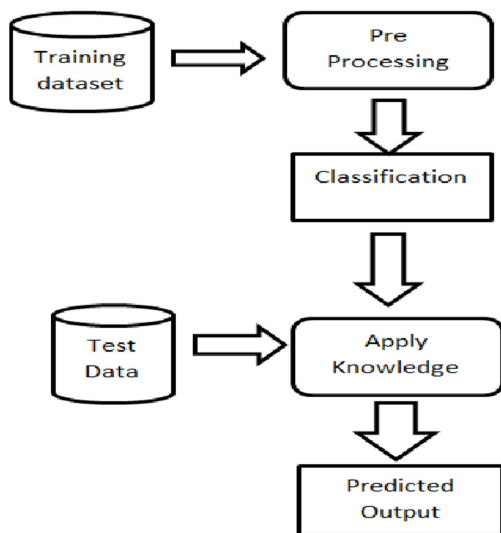 Training
dataset
Pre
Processing
Classification
Test
Data
Apply
Knowledge
Predicted
Output